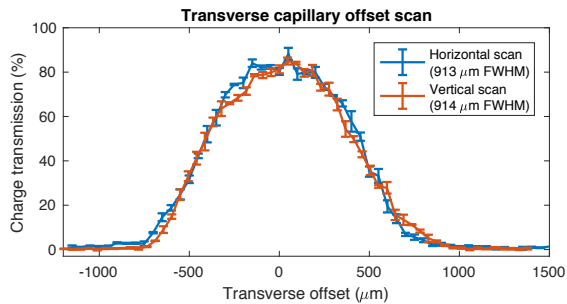 Transverse capillary offset scan
Charge transmission (%)
100
80
60
40
20
0
Horizontal scan
(913 μm FWHM)
Vertical scan
(914 μm FWHM)
-1000
-500
0
500
1000
1500
Transverse offset (μm)